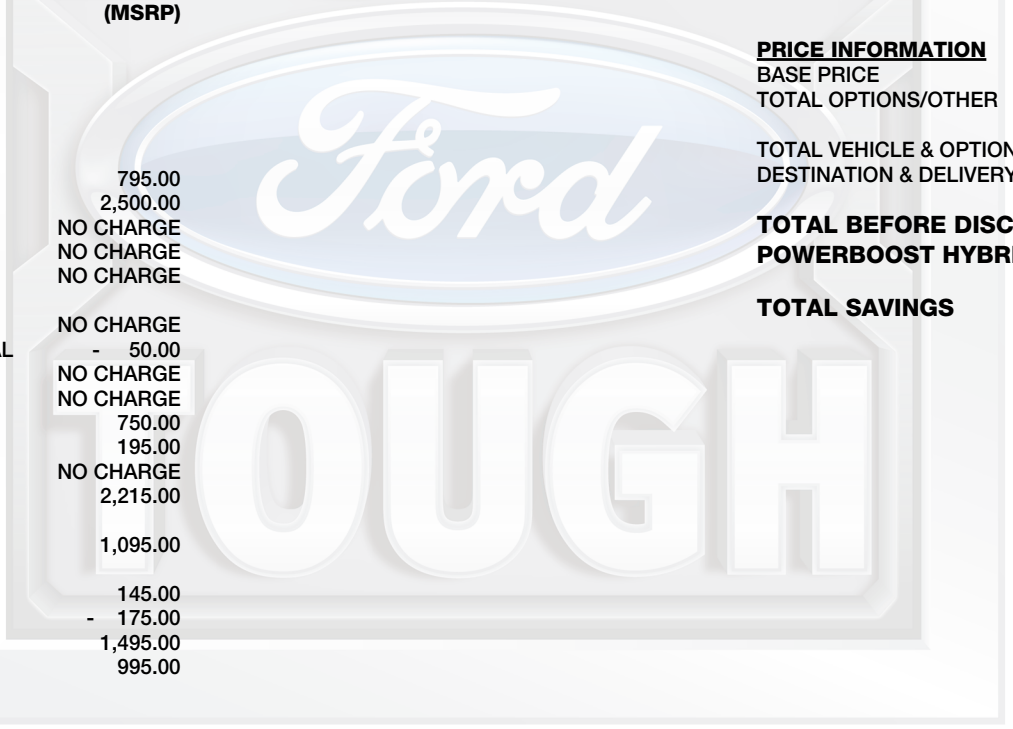 (MSRP)
795.00
2,500.00
NO CHARGE
NO CHARGE
NO CHARGE
NO CHARGE
AL - 50.00
NO CHARGE
NO CHARGE
750.00
195.00
NO CHARGE
2,215.00
1,095.00
145.00
- 175.00
1,495.00
995.00
PRICE INFORMATION
BASE PRICE
TOTAL OPTIONS/OTHER
TOTAL VEHICLE & OPTION
DESTINATION & DELIVERY
TOTAL BEFORE DISC
POWERBOOST HYBRI
TOTAL SAVINGS
Ford
TOUGH